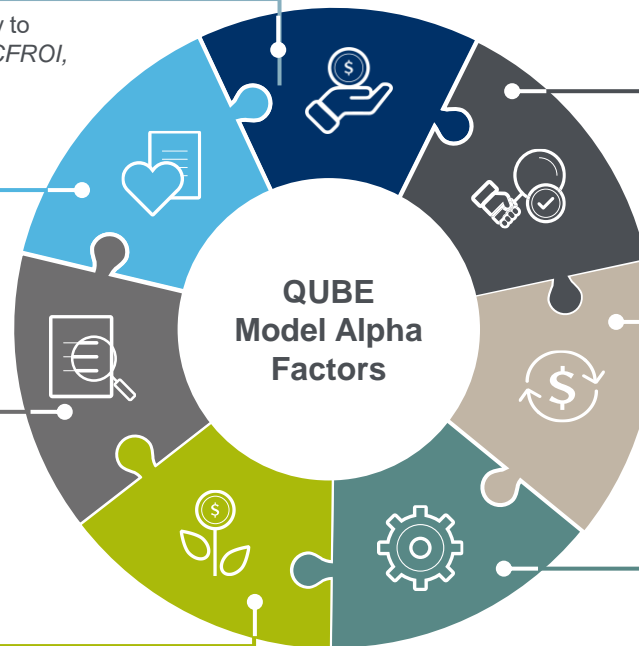 y to
CFROI,
$
QUBE
Model Alpha
Factors
$
$